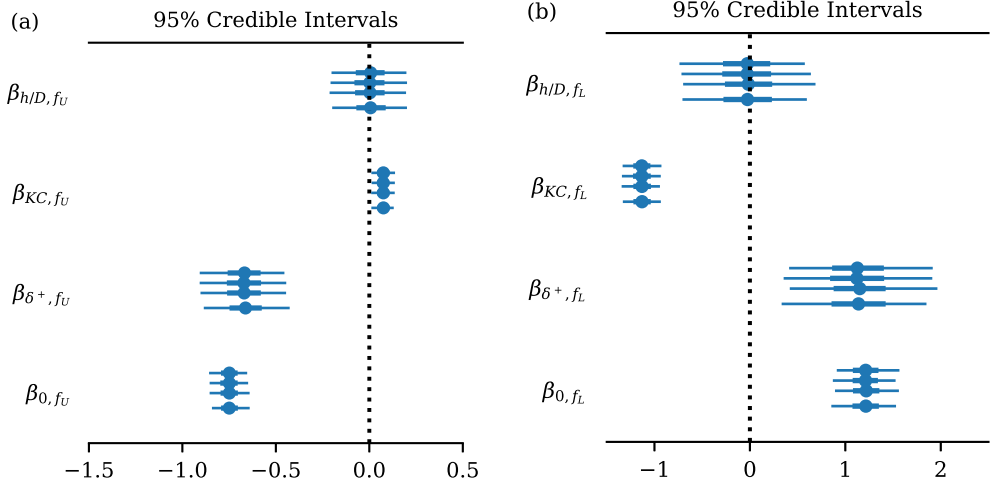 (a) 95% Credible Intervals
β_{h/D, f_U}
β_{KC, f_U}
β_{δ^+, f_U}
β_{0, f_U}
−1.5 −1.0 −0.5 0.0 0.5
(b) 95% Credible Intervals
β_{h/D, f_L}
β_{KC, f_L}
β_{δ^+, f_L}
β_{0, f_L}
−1 0 1 2